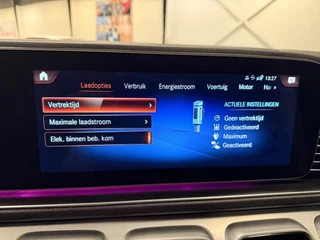 13:27
Laadopties Verbruik Energiestroom Voertuig Motor
Vertrektijd
Maximale laadstroom
Elek. binnen beb. kom
ACTUELE INSTELLINGEN
Geen vertrektijd
Gedeactiveerd
Maximum
Geactiveerd